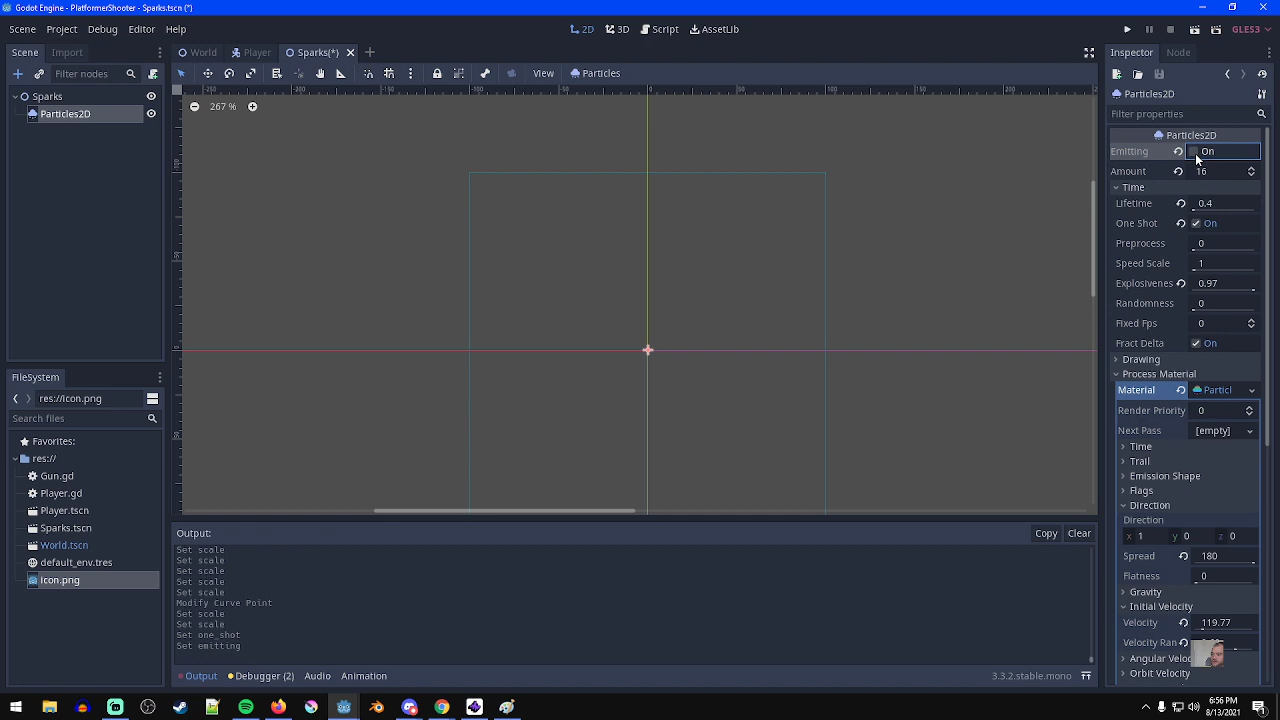 Godot Engine - PlatformerShooter - Sparks.tscn (*)
Scene Project Debug Editor Help
2D 3D Script AssetLib
GLES3
Scene Import
World Player Sparks(*)
Inspector Node
Filter nodes
View Particles
Sparks
Particles2D
267 %
Particles2D
Filter properties
Particles2D
Emitting On
Amount 16
Time
Lifetime 0.4
One Shot On
Preprocess 0
Speed Scale 1
Explosivenes 0.97
Randomness 0
Fixed Fps 0
Fract Delta On
Drawing
Process Material
Material Particl
Render Priority 0
Next Pass [empty]
Time
Trail
Emission Shape
Flags
Direction
Direction
x 1 y 0 z 0
Spread 180
Flatness 0
Gravity
Initial Velocity
Velocity 119.77
Velocity Ran
Angular Veloc
Orbit Velocity
FileSystem
res://icon.png
Search files
Favorites:
res://
Gun.gd
Player.gd
Player.tscn
Sparks.tscn
World.tscn
default_env.tres
icon.png
Output:
Copy Clear
Set scale
Set scale
Set scale
Set scale
Set scale
Modify Curve Point
Set scale
Set scale
Set one_shot
Set emitting
Output Debugger (2) Audio Animation
3.3.2.stable.mono
6:56 PM
8/13/2021